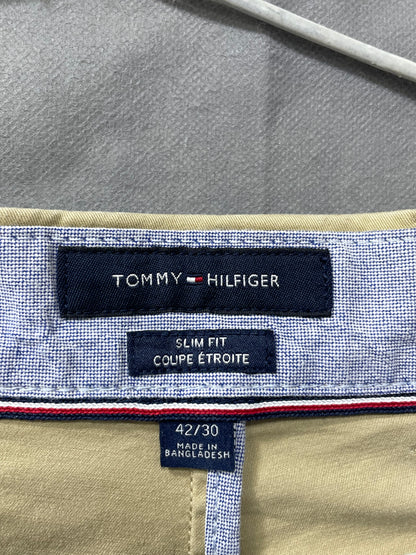 TOMMY HILFIGER
SLIM FIT
COUPE ÉTROITE
42/30
MADE IN
BANGLADESH